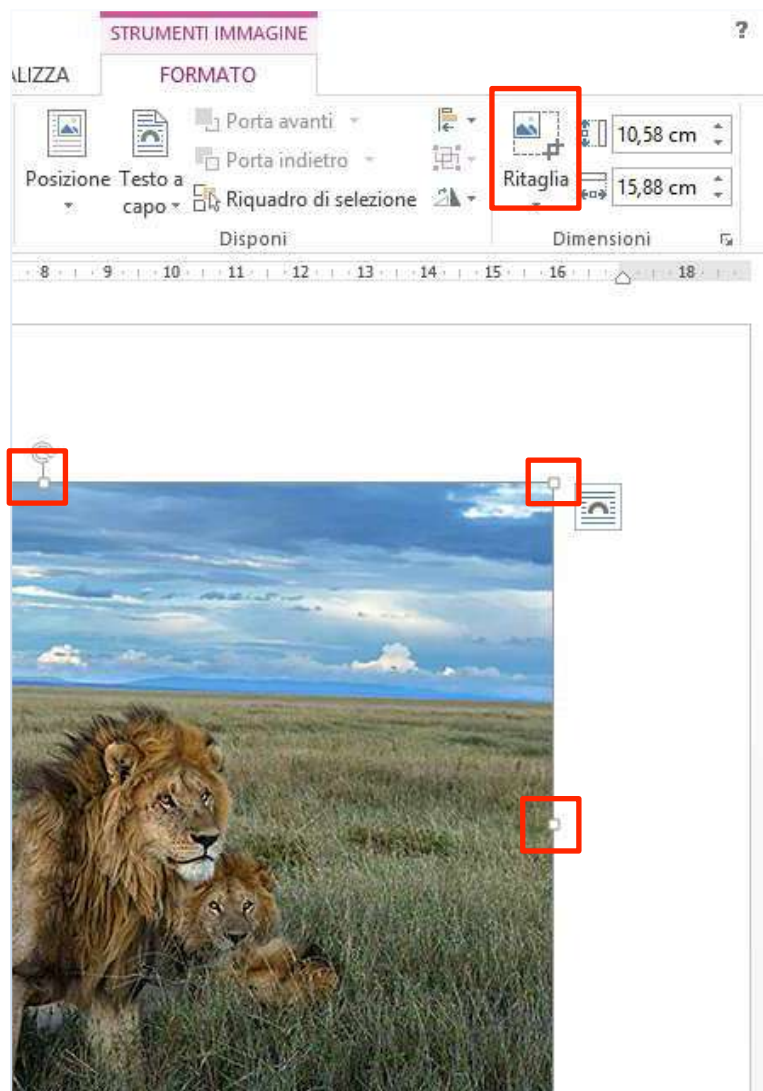 STRUMENTI IMMAGINE
?
ALIZZA
FORMATO
Porta avanti
Porta indietro
Riquadro di selezione
Posizione
Testo a
capo
Ritaglia
10,58 cm
15,88 cm
Disponi
Dimensioni
8 9 10 11 12 13 14 15 16 18